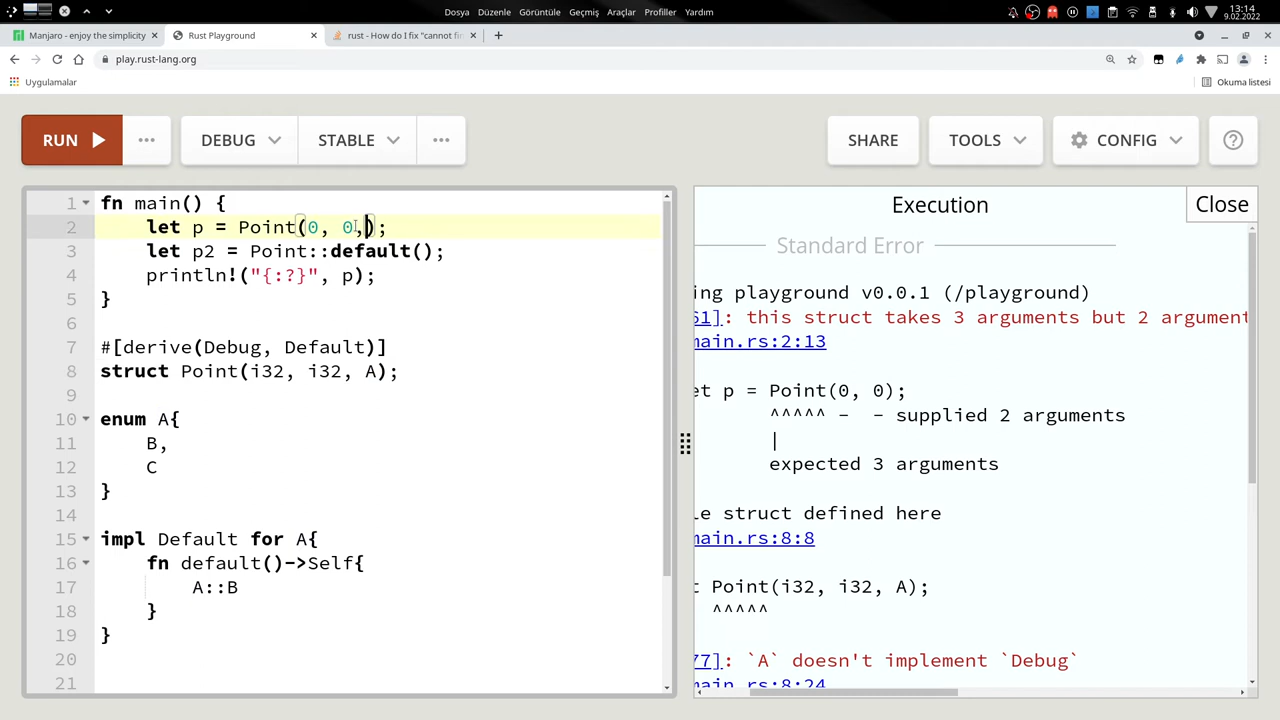 Dosya Düzenle Görüntüle Geçmiş Araçlar Profiller Yardım
13:14
9.02.2022
Manjaro - enjoy the simplicity
Rust Playground
rust - How do I fix "cannot fin
play.rust-lang.org
Uygulamalar
Okuma listesi
RUN
DEBUG
STABLE
SHARE
TOOLS
CONFIG
1 fn main() {
2 let p = Point(0, 0,);
3 let p2 = Point::default();
4 println!("{:?}", p);
5 }
6
7 #[derive(Debug, Default)]
8 struct Point(i32, i32, A);
9
10 enum A{
11 B,
12 C
13 }
14
15 impl Default for A{
16 fn default()->Self{
17 A::B
18 }
19 }
20
21
Execution
Close
Standard Error
ing playground v0.0.1 (/playground)
61]: this struct takes 3 arguments but 2 argument
main.rs:2:13
et p = Point(0, 0);
^^^^^ - - supplied 2 arguments
|
expected 3 arguments
le struct defined here
main.rs:8:8
t Point(i32, i32, A);
^^^^^
77]: `A` doesn't implement `Debug`
main.rs:8:24